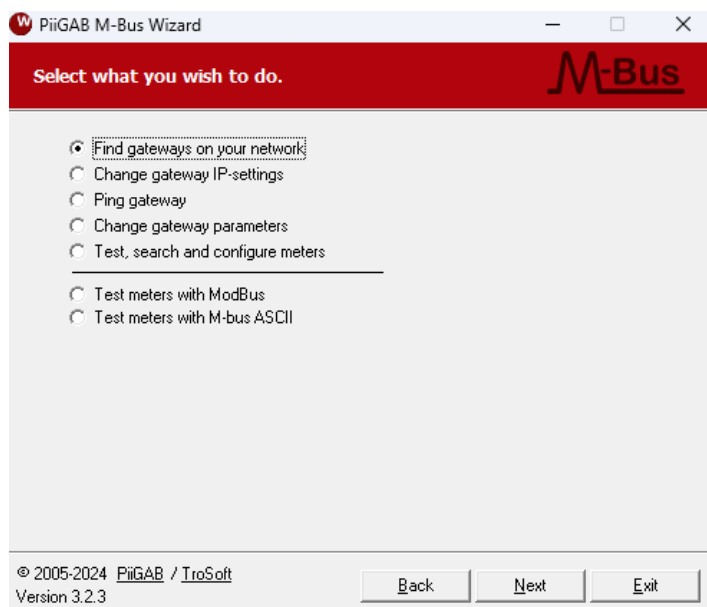 PiiGAB M-Bus Wizard
Select what you wish to do.
M-Bus
Find gateways on your network
Change gateway IP-settings
Ping gateway
Change gateway parameters
Test, search and configure meters
Test meters with ModBus
Test meters with M-bus ASCII
© 2005-2024 PiiGAB / TroSoft
Version 3.2.3
Back Next Exit